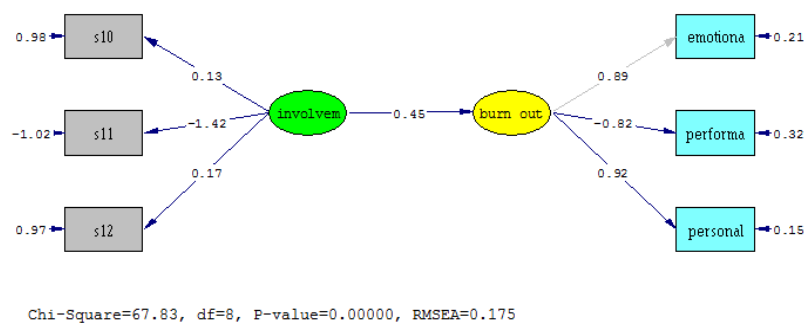 0.98
s10
0.13
-1.02
s11
-1.42
0.97
s12
0.17
involvem
0.45
burn out
0.89
emotiona
0.21
-0.82
performa
0.32
0.92
personal
0.15
Chi-Square=67.83, df=8, P-value=0.00000, RMSEA=0.175